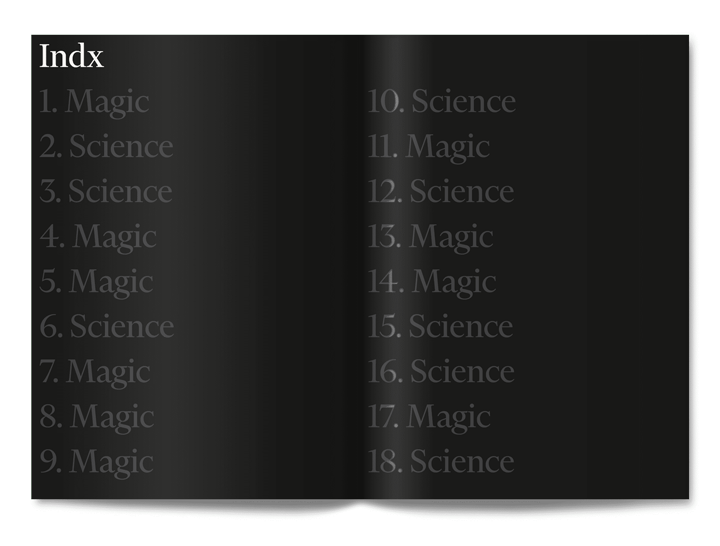 Indx
1. Magic
2. Science
3. Science
4. Magic
5. Magic
6. Science
7. Magic
8. Magic
9. Magic
10. Science
11. Magic
12. Science
13. Magic
14. Magic
15. Science
16. Science
17. Magic
18. Science